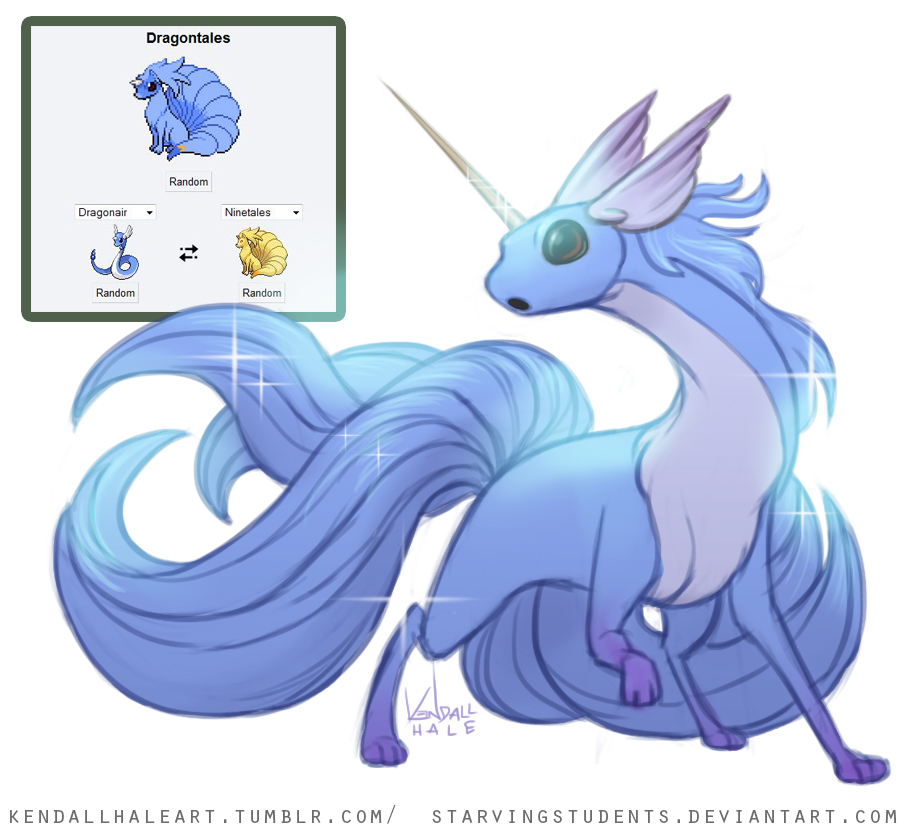 Dragontales
Random
Dragonair Ninetales
Random Random
KENDALL
HALE
KENDALLHALEART.TUMBLR.COM/ STARVINGSTUDENTS.DEVIANTART.COM